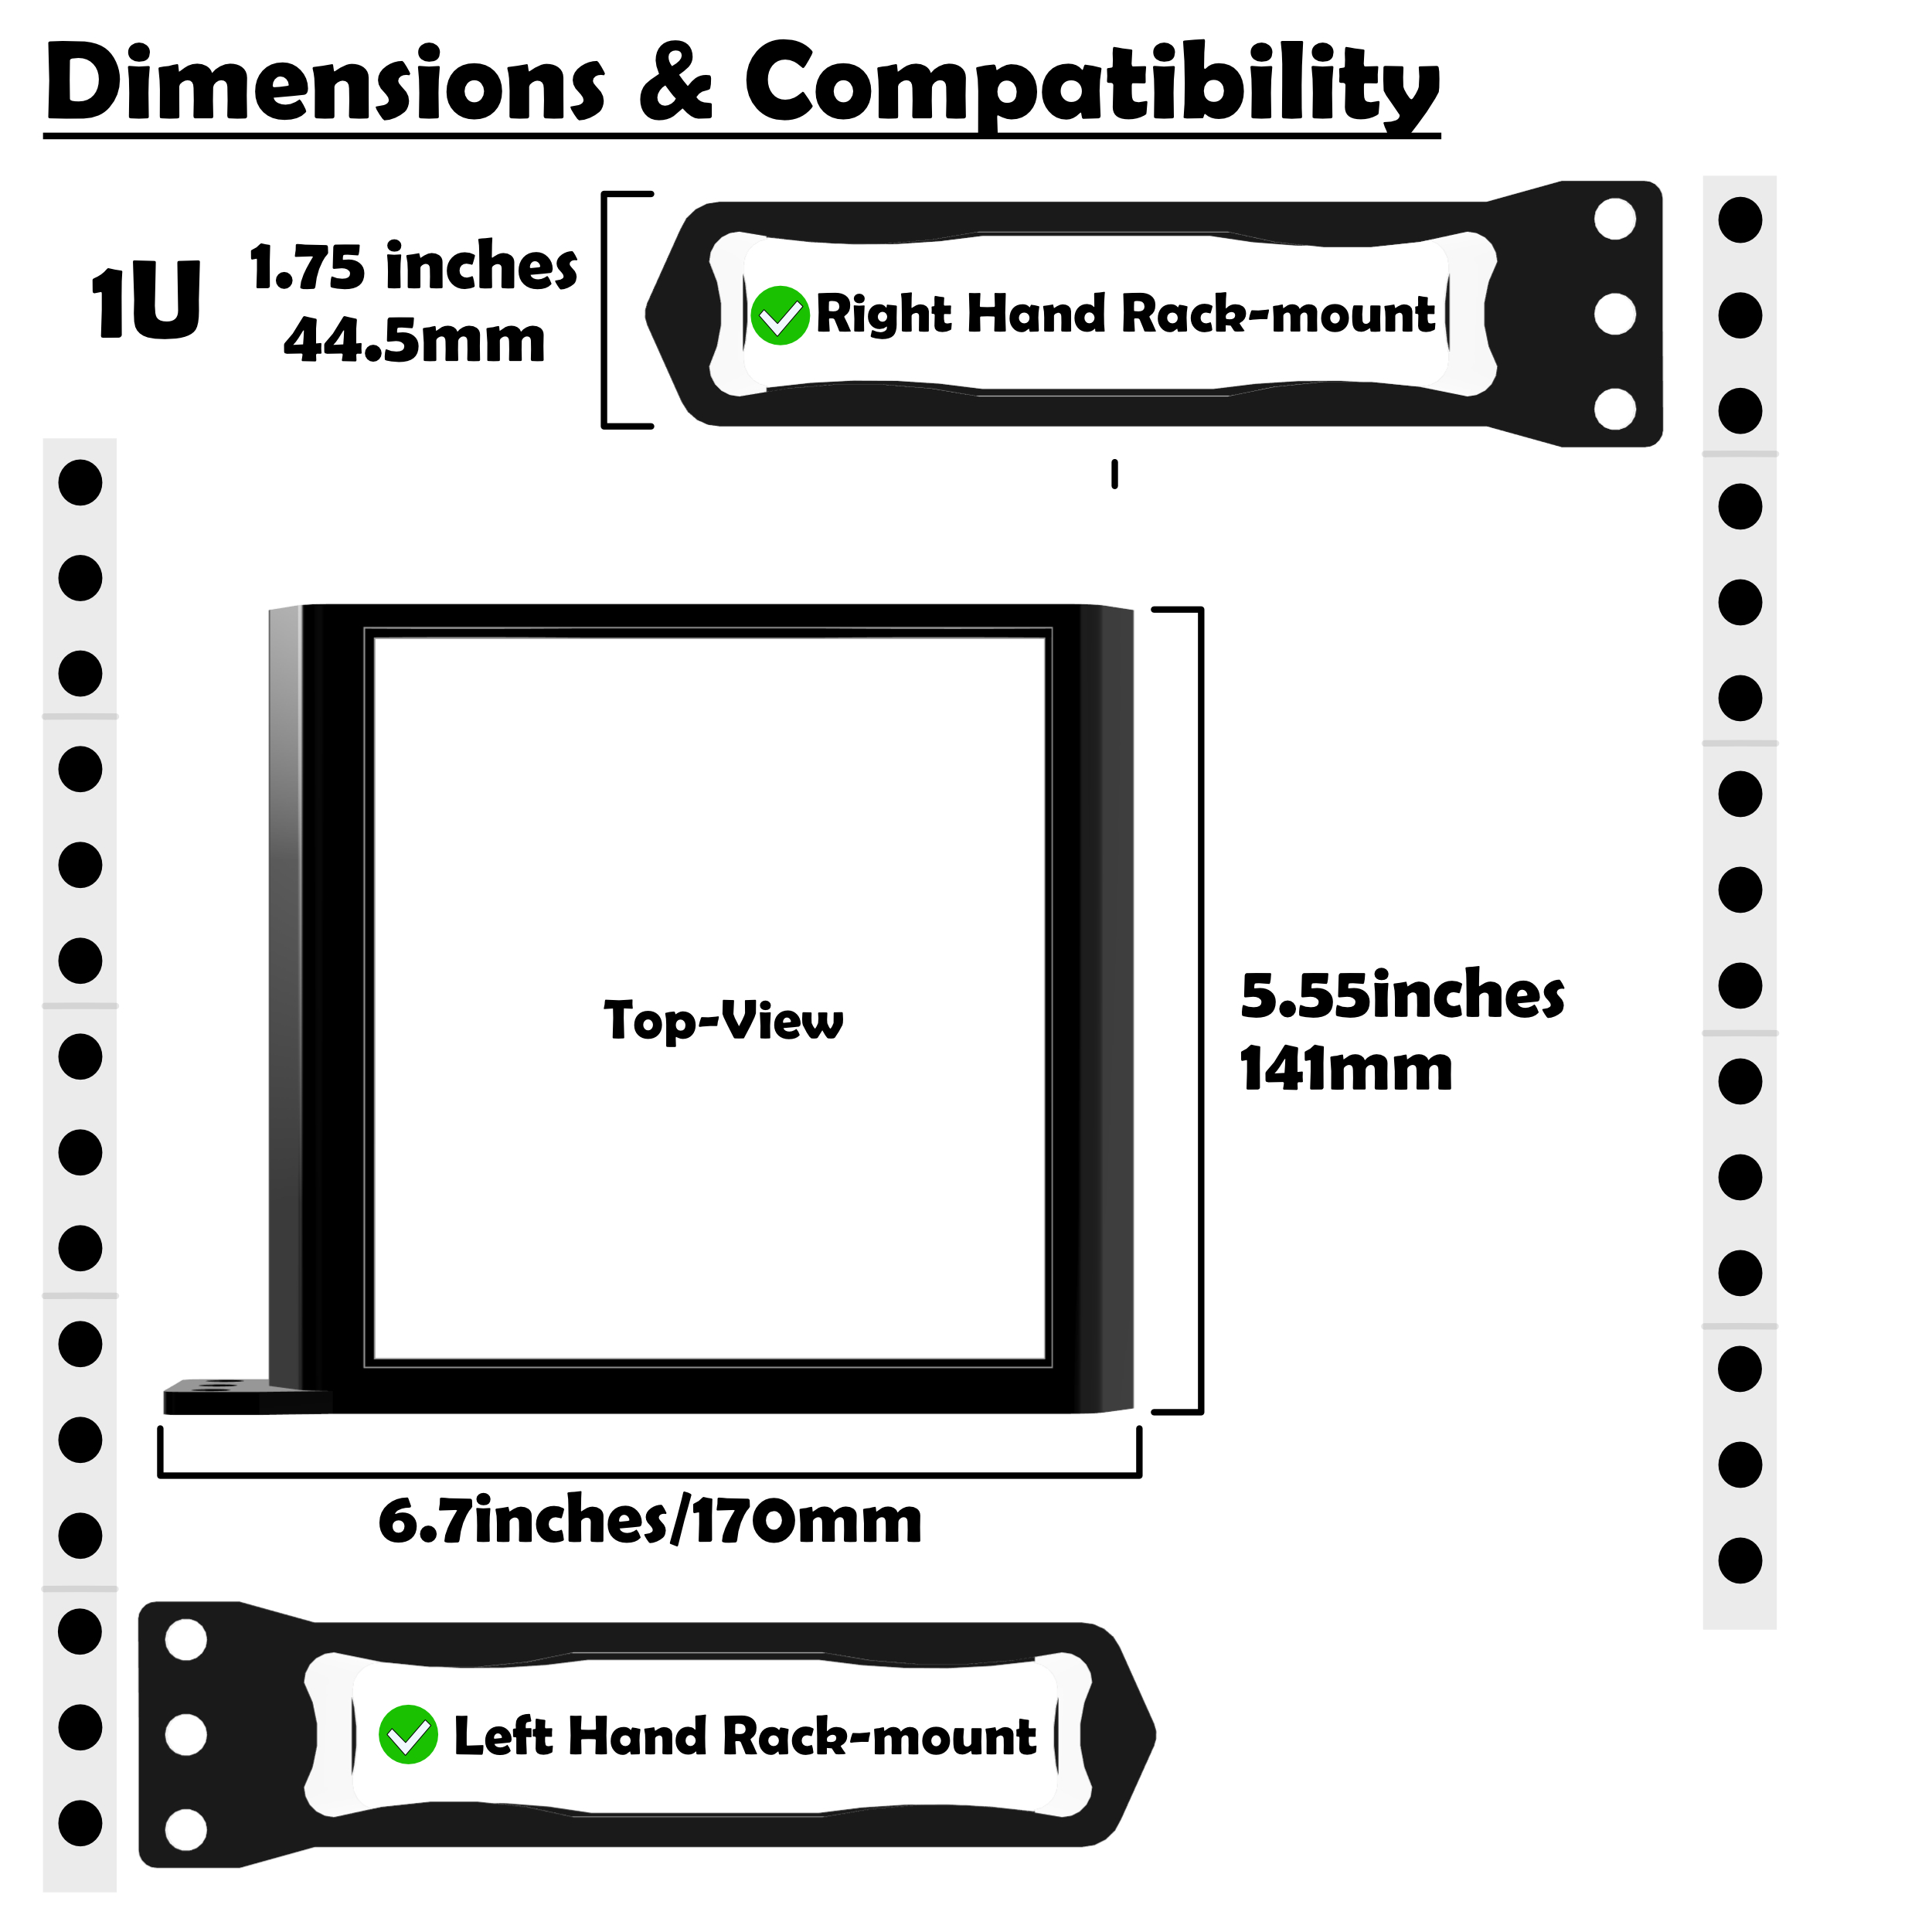 Dimensions & Compatibility
1U
1.75 inches
44.5mm
Right Hand Rack-mount
Top-View
5.55inches
141mm
6.7inches/170mm
Left Hand Rack-mount